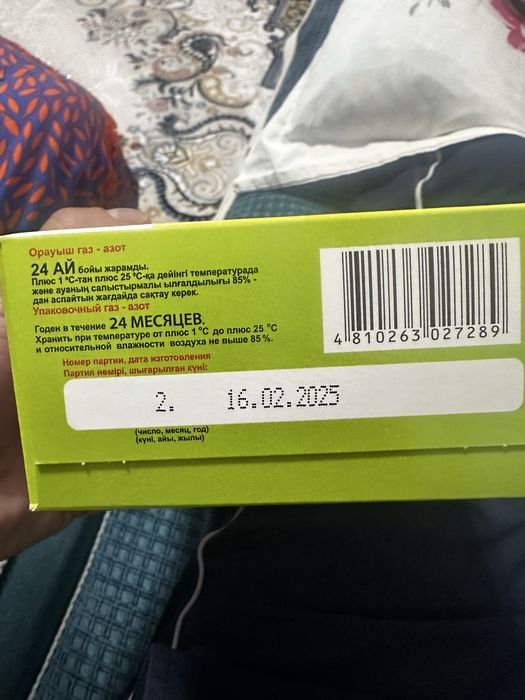 Орауыш газ - азот
24 АЙ бойы жарамды.
Плюс 1 °C-тан плюс 25 °C-қа дейінгі температурада
және ауаның салыстырмалы ылғалдылығы 85% -
дан аспайтын жағдайда сақтау керек.
Упаковочный газ - азот
Годен в течение 24 МЕСЯЦЕВ.
Хранить при температуре от плюс 1 °C до плюс 25 °C
и относительной влажности воздуха не выше 85%.
4 810263 027289
Номер партии, дата изготовления
Партия нөмірі, шығарылған күні:
2. 16.02.2025
(число, месяц, год)
(күні, айы, жылы)